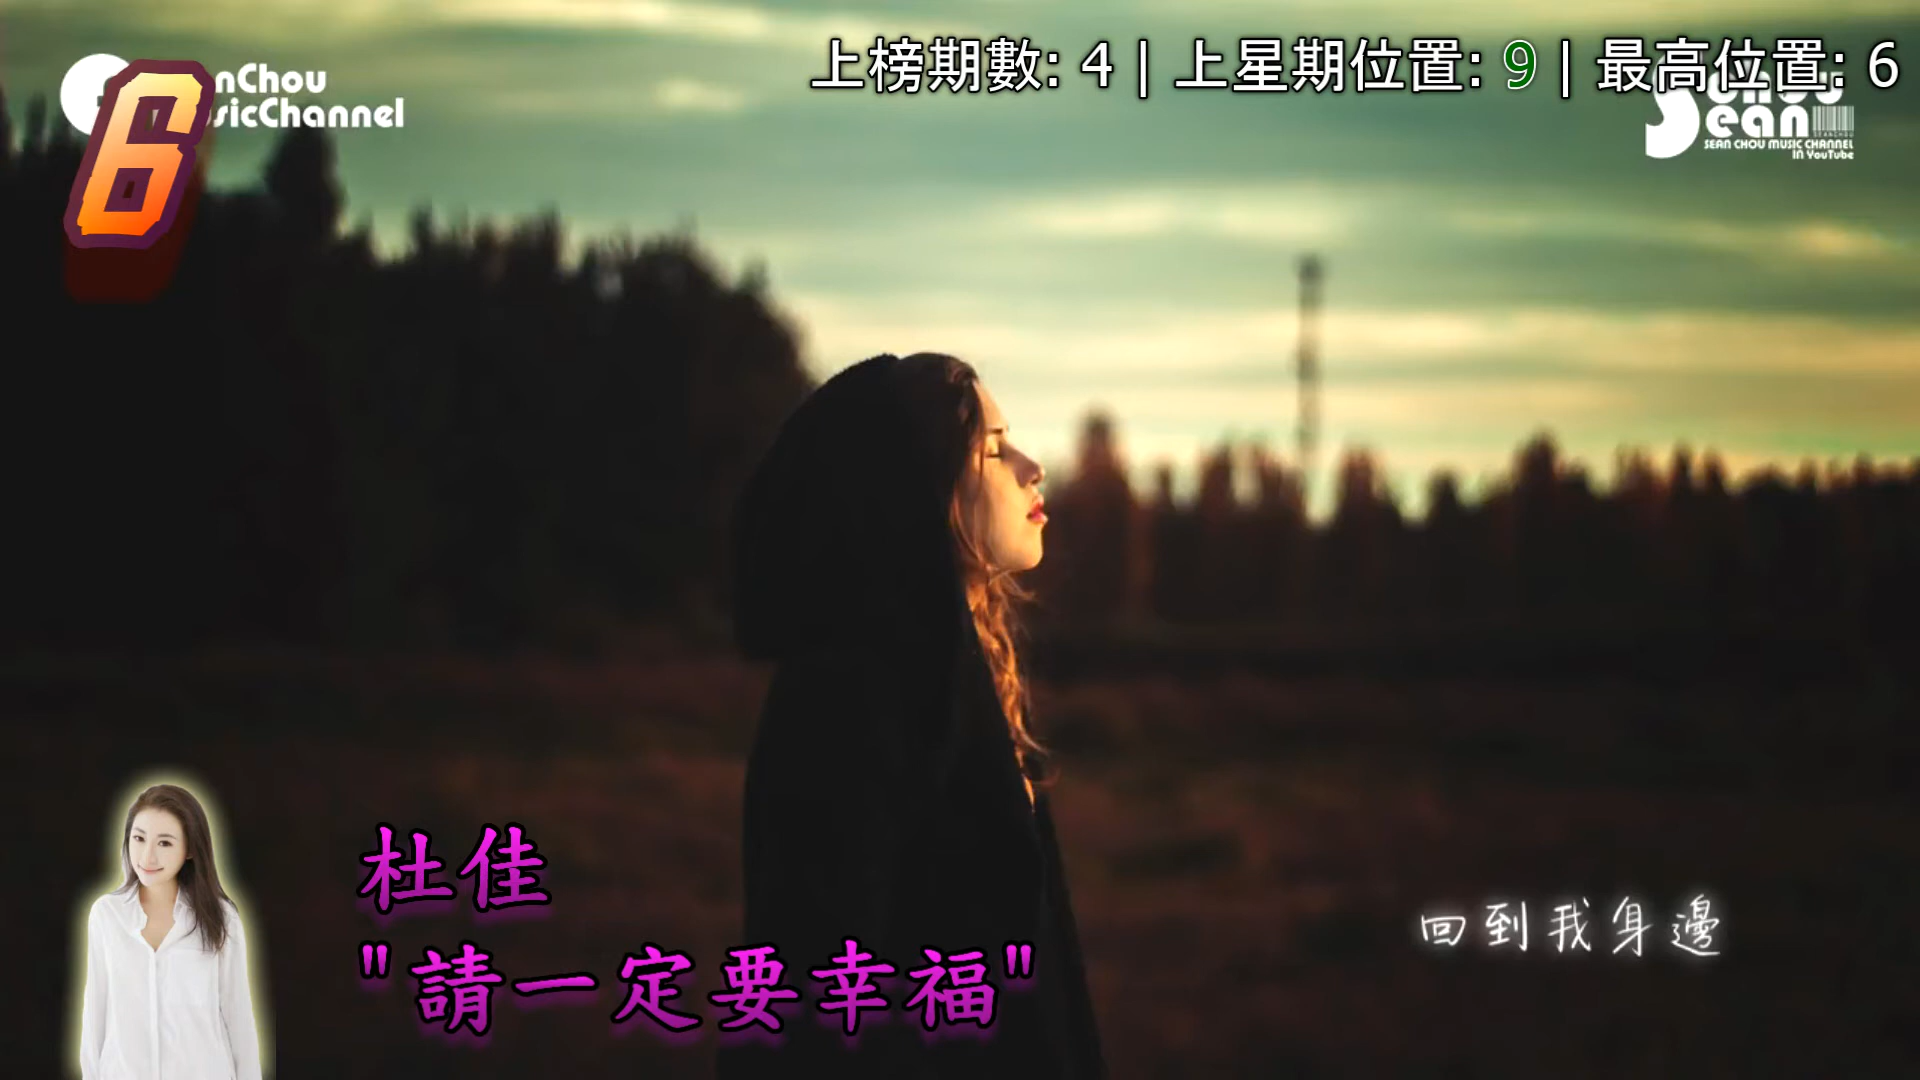 上榜期數: 4 | 上星期位置: 9 | 最高位置: 6
6
nChou
sicChannel
ean
SEAN CHOU MUSIC CHANNEL
IN YouTube
杜佳
"請一定要幸福"
回到我身邊